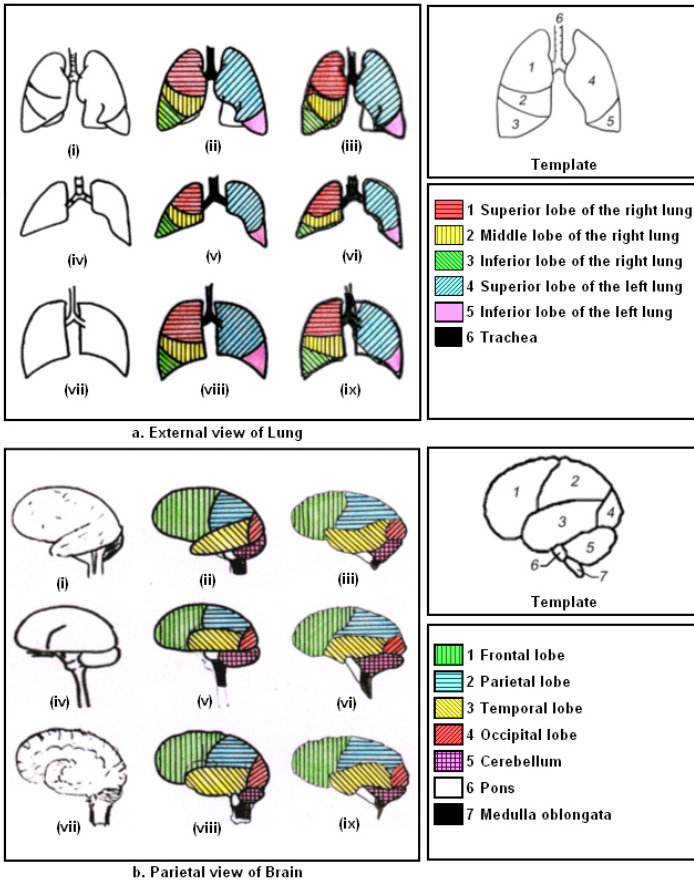 6
1
4
2
3
5
Template
(i)
(ii)
(iii)
(iv)
(v)
(vi)
(vii)
(viii)
(ix)
1 Superior lobe of the right lung
2 Middle lobe of the right lung
3 Inferior lobe of the right lung
4 Superior lobe of the left lung
5 Inferior lobe of the left lung
6 Trachea
a. External view of Lung
1
2
3
4
5
6
7
Template
(i)
(ii)
(iii)
(iv)
(v)
(vi)
(vii)
(viii)
(ix)
1 Frontal lobe
2 Parietal lobe
3 Temporal lobe
4 Occipital lobe
5 Cerebellum
6 Pons
7 Medulla oblongata
b. Parietal view of Brain